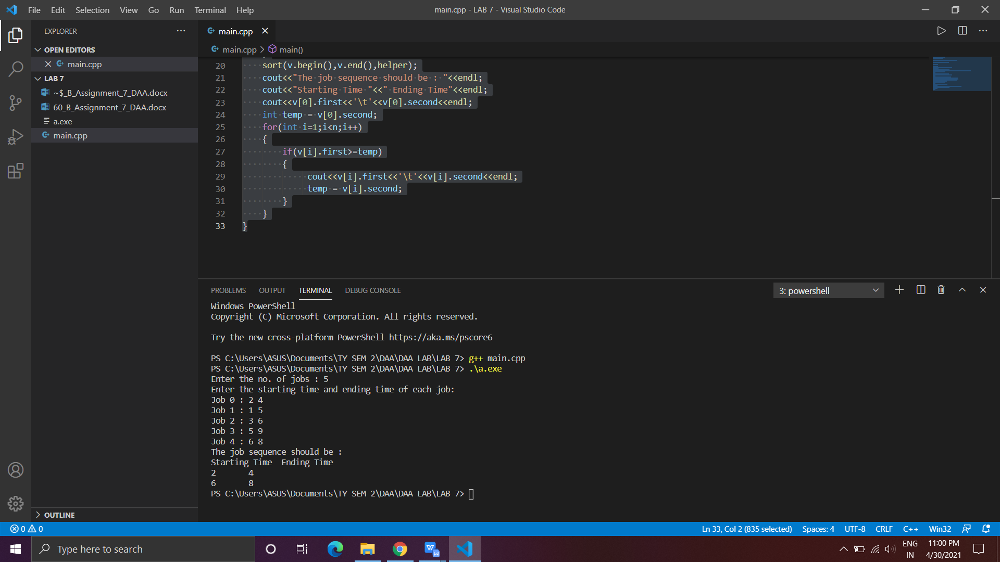 File Edit Selection View Go Run Terminal Help
main.cpp - LAB 7 - Visual Studio Code
EXPLORER
OPEN EDITORS
main.cpp
LAB 7
~$_B_Assignment_7_DAA.docx
60_B_Assignment_7_DAA.docx
a.exe
main.cpp
OUTLINE
main.cpp
main.cpp > main()
20 sort(v.begin(),v.end(),helper);
21 cout<<"The job sequence should be : "<<endl;
22 cout<<"Starting Time "<<" Ending Time"<<endl;
23 cout<<v[0].first<<'\t'<<v[0].second<<endl;
24 int temp = v[0].second;
25 for(int i=1;i<n;i++)
26 {
27 if(v[i].first>=temp)
28 {
29 cout<<v[i].first<<'\t'<<v[i].second<<endl;
30 temp = v[i].second;
31 }
32 }
33 }
PROBLEMS OUTPUT TERMINAL DEBUG CONSOLE
3: powershell
Windows PowerShell
Copyright (C) Microsoft Corporation. All rights reserved.
Try the new cross-platform PowerShell https://aka.ms/pscore6
PS C:\Users\ASUS\Documents\TY SEM 2\DAA\DAA LAB\LAB 7> g++ main.cpp
PS C:\Users\ASUS\Documents\TY SEM 2\DAA\DAA LAB\LAB 7> .\a.exe
Enter the no. of jobs : 5
Enter the starting time and ending time of each job:
Job 0 : 2 4
Job 1 : 1 5
Job 2 : 3 6
Job 3 : 5 9
Job 4 : 6 8
The job sequence should be :
Starting Time  Ending Time
2 4
6 8
PS C:\Users\ASUS\Documents\TY SEM 2\DAA\DAA LAB\LAB 7>
0 0
Ln 33, Col 2 (835 selected) Spaces: 4 UTF-8 CRLF C++ Win32
Type here to search
ENG
IN
11:00 PM
4/30/2021